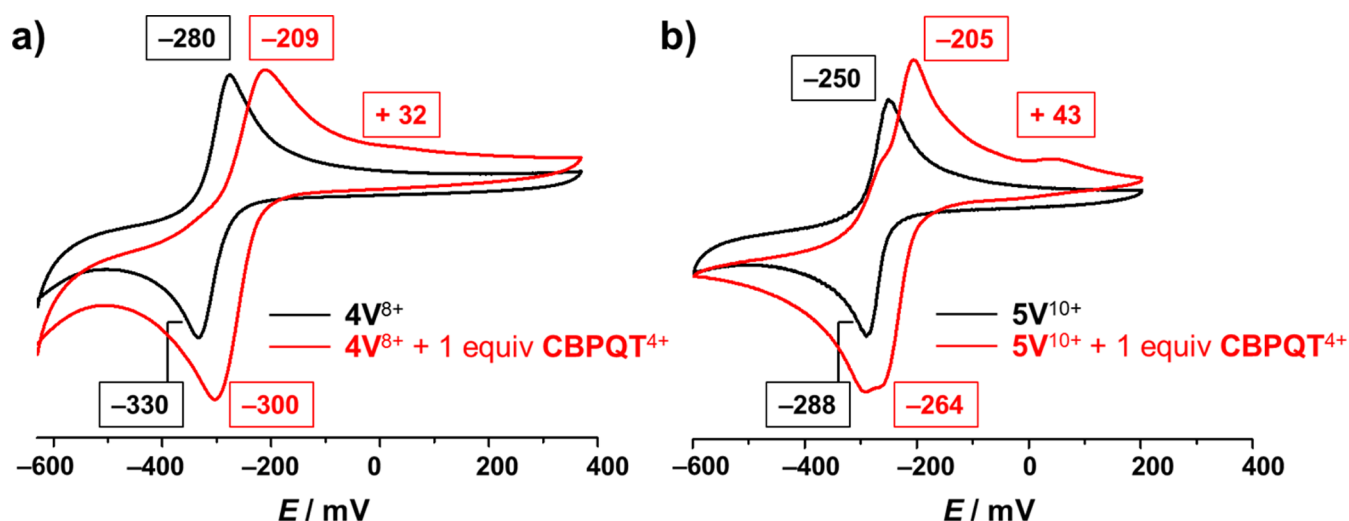 a)
–280
–209
+ 32
4V8+
4V8+ + 1 equiv CBPQT4+
–330
–300
–600
–400
–200
0
200
400
E / mV
b)
–205
–250
+ 43
5V10+
5V10+ + 1 equiv CBPQT4+
–288
–264
–600
–400
–200
0
200
400
E / mV